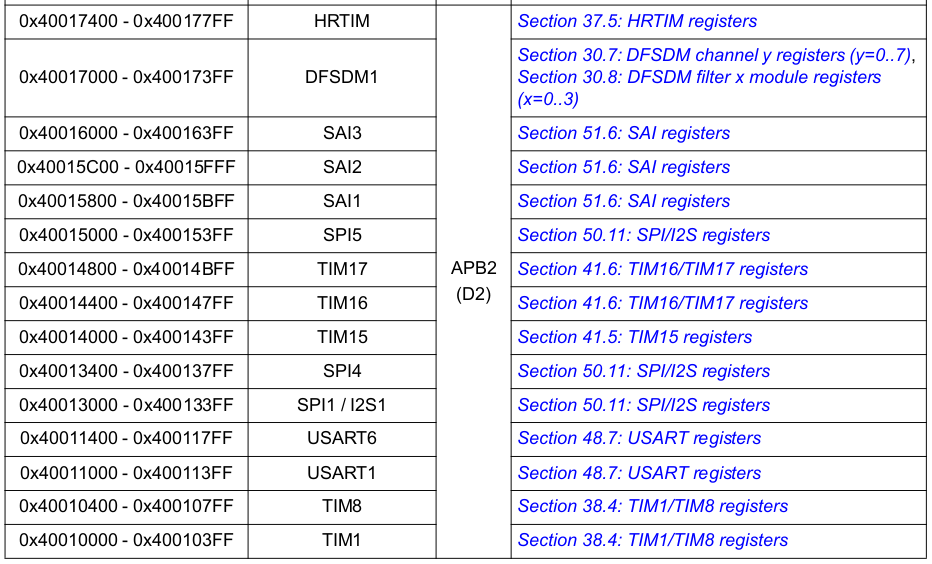 0x40017400 - 0x400177FF HRTIM Section 37.5: HRTIM registers
0x40017000 - 0x400173FF DFSDM1 Section 30.7: DFSDM channel y registers (y=0..7),
Section 30.8: DFSDM filter x module registers
(x=0..3)
0x40016000 - 0x400163FF SAI3 Section 51.6: SAI registers
0x40015C00 - 0x40015FFF SAI2 Section 51.6: SAI registers
0x40015800 - 0x40015BFF SAI1 Section 51.6: SAI registers
0x40015000 - 0x400153FF SPI5 Section 50.11: SPI/I2S registers
0x40014800 - 0x40014BFF TIM17 APB2 Section 41.6: TIM16/TIM17 registers
(D2)
0x40014400 - 0x400147FF TIM16 Section 41.6: TIM16/TIM17 registers
0x40014000 - 0x400143FF TIM15 Section 41.5: TIM15 registers
0x40013400 - 0x400137FF SPI4 Section 50.11: SPI/I2S registers
0x40013000 - 0x400133FF SPI1 / I2S1 Section 50.11: SPI/I2S registers
0x40011400 - 0x400117FF USART6 Section 48.7: USART registers
0x40011000 - 0x400113FF USART1 Section 48.7: USART registers
0x40010400 - 0x400107FF TIM8 Section 38.4: TIM1/TIM8 registers
0x40010000 - 0x400103FF TIM1 Section 38.4: TIM1/TIM8 registers